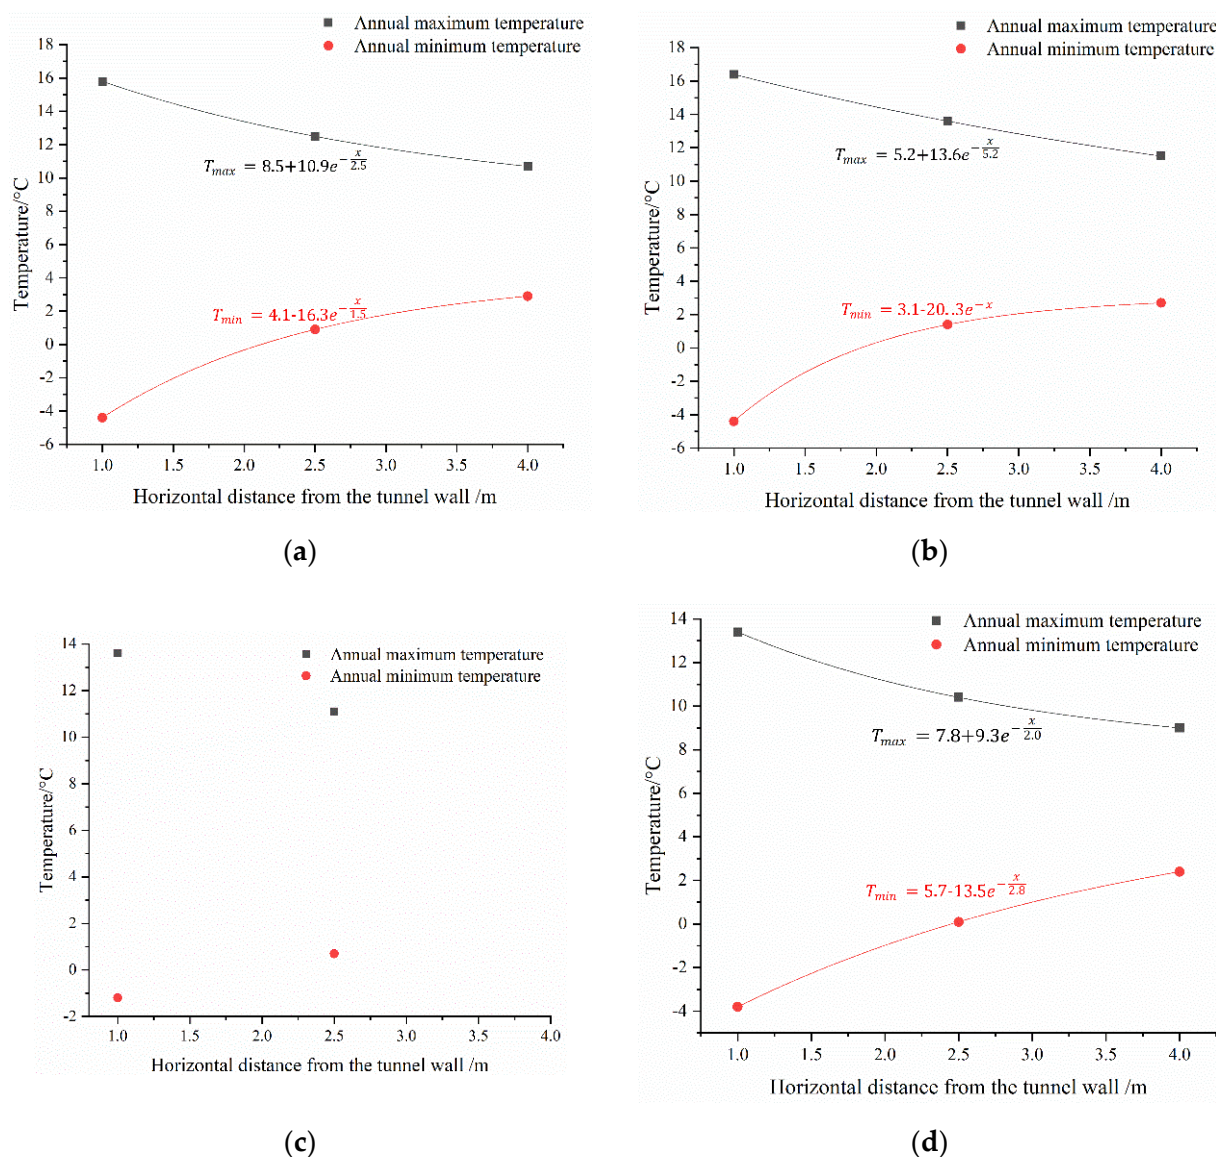 Annual maximum temperature
Annual minimum temperature
18
16
14
12
10
8
6
4
2
0
-2
-4
-6
Temperature/°C
T_max = 8.5+10.9e^{-x/2.5}
T_min = 4.1-16.3e^{-x/1.5}
1.0 1.5 2.0 2.5 3.0 3.5 4.0
Horizontal distance from the tunnel wall /m
(a)
Annual maximum temperature
Annual minimum temperature
18
16
14
12
10
8
6
4
2
0
-2
-4
-6
Temperature/°C
T_max = 5.2+13.6e^{-x/5.2}
T_min = 3.1-20..3e^{-x}
1.0 1.5 2.0 2.5 3.0 3.5 4.0
Horizontal distance from the tunnel wall /m
(b)
Annual maximum temperature
Annual minimum temperature
14
12
10
8
6
4
2
0
-2
Temperature/°C
1.0 1.5 2.0 2.5 3.0 3.5 4.0
Horizontal distance from the tunnel wall /m
(c)
Annual maximum temperature
Annual minimum temperature
14
12
10
8
6
4
2
0
-2
-4
Temperature/°C
T_max = 7.8+9.3e^{-x/2.0}
T_min = 5.7-13.5e^{-x/2.8}
1.0 1.5 2.0 2.5 3.0 3.5 4.0
Horizontal distance from the tunnel wall /m
(d)